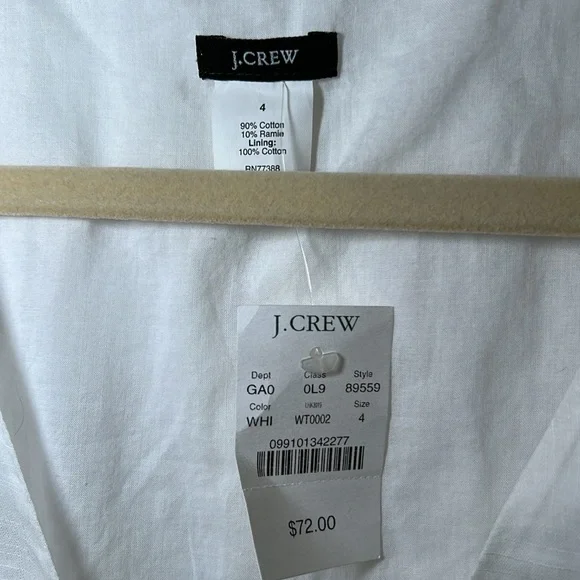 J.CREW
4
90% Cotton
10% Ramie
Lining:
100% Cotton
RN77388
J.CREW
Dept Class Style
GA0 0L9 89559
Color Size
WHI WT0002 4
099101342277
$72.00